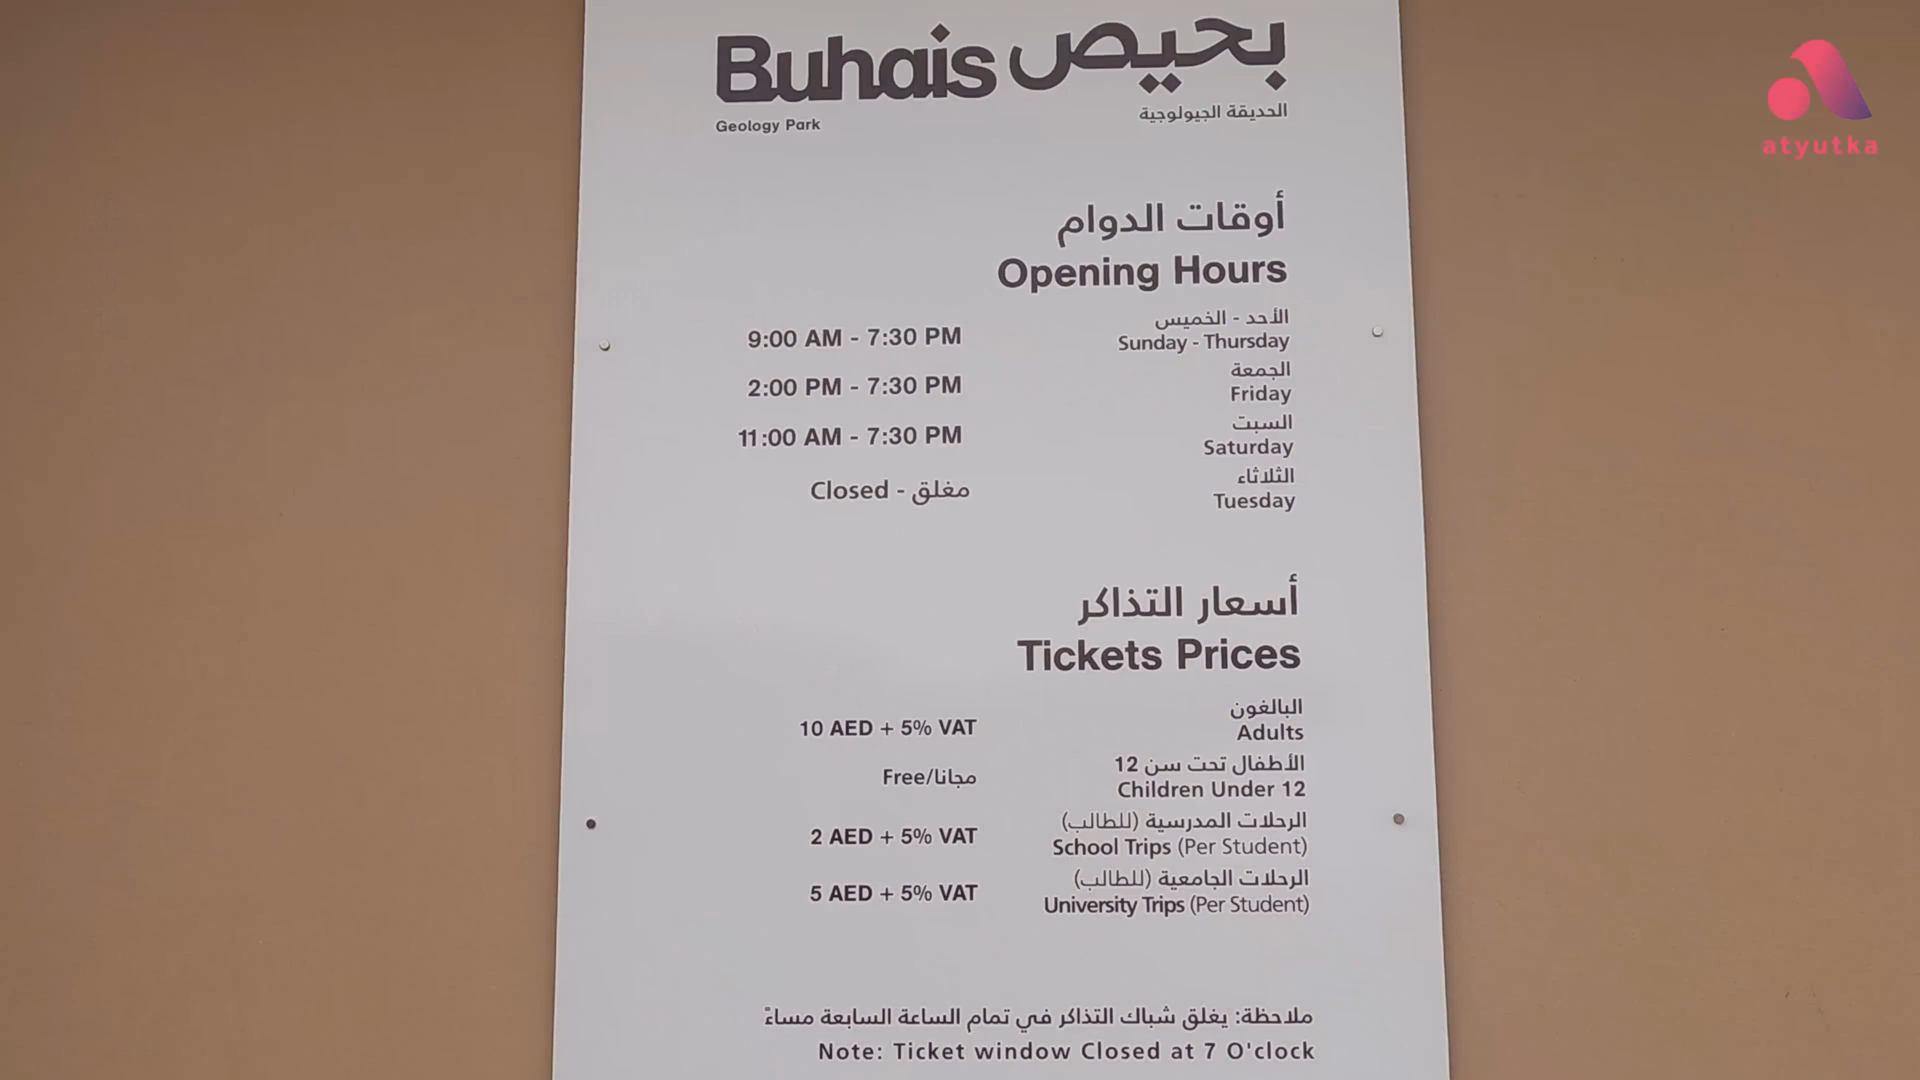 Buhais بحيص
Geology Park
الحديقة الجيولوجية
أوقات الدوام
Opening Hours
الأحد - الخميس
Sunday - Thursday
9:00 AM - 7:30 PM
الجمعة
Friday
2:00 PM - 7:30 PM
السبت
Saturday
11:00 AM - 7:30 PM
الثلاثاء
Tuesday
Closed - مغلق
أسعار التذاكر
Tickets Prices
البالغون
Adults
10 AED + 5% VAT
الأطفال تحت سن 12
Children Under 12
Free/مجانا
الرحلات المدرسية (للطالب)
School Trips (Per Student)
2 AED + 5% VAT
الرحلات الجامعية (للطالب)
University Trips (Per Student)
5 AED + 5% VAT
ملاحظة: يغلق شباك التذاكر في تمام الساعة السابعة مساءً
Note: Ticket window Closed at 7 O'clock
atyutka